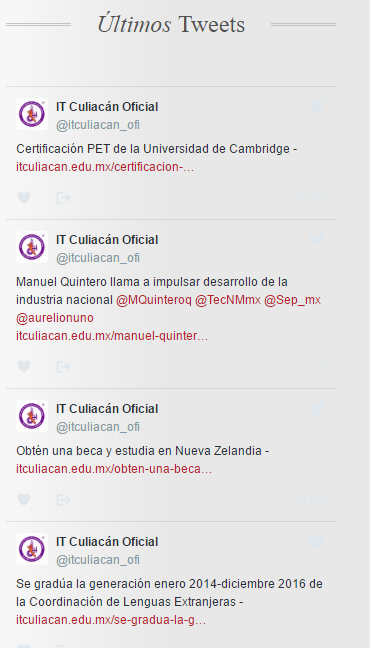 Últimos Tweets
IT Culiacán Oficial
@itculiacan_ofi
Certificación PET de la Universidad de Cambridge -
itculiacan.edu.mx/certificacion-…
IT Culiacán Oficial
@itculiacan_ofi
Manuel Quintero llama a impulsar desarrollo de la
industria nacional @MQuinteroq @TecNMmx @Sep_mx
@aurelionuno
itculiacan.edu.mx/manuel-quinter…
IT Culiacán Oficial
@itculiacan_ofi
Obtén una beca y estudia en Nueva Zelandia -
itculiacan.edu.mx/obten-una-beca…
IT Culiacán Oficial
@itculiacan_ofi
Se gradúa la generación enero 2014-diciembre 2016 de
la Coordinación de Lenguas Extranjeras -
itculiacan.edu.mx/se-gradua-la-g…